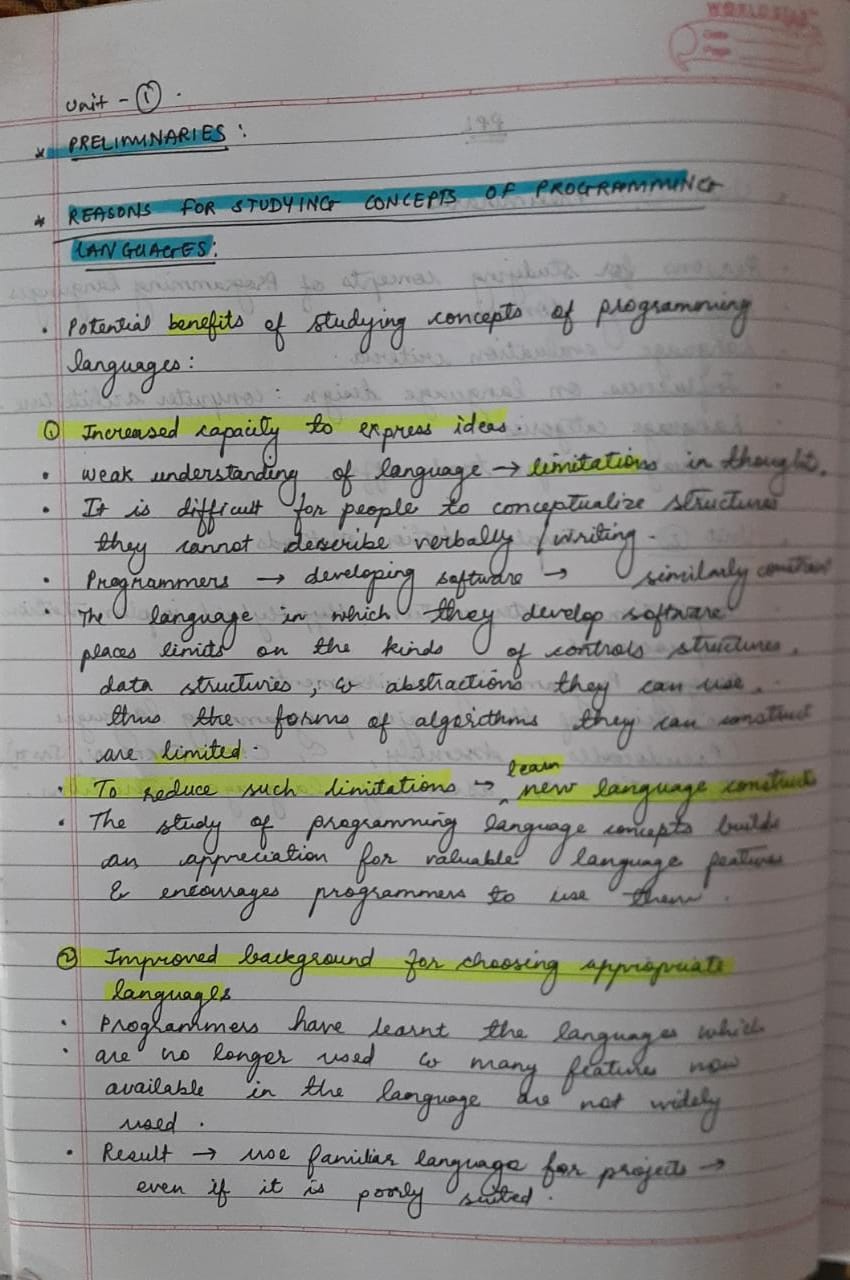 WORLDSTAR
Date
Page
Unit - ① .
* PRELIMINARIES :
* REASONS FOR STUDYING CONCEPTS OF PROGRAMMING
LANGUAGES:
• Potential benefits of studying concepts of programming
languages:
① Increased capacity to express ideas.
• weak understanding of language → limitations in thought.
• It is difficult for people to conceptualize structures
they cannot describe verbally / writing.
• Programmers → developing software → similarly
• The language in which they develop software
places limits on the kinds of controls structures,
data structures, & abstractions they can use,
thus the forms of algorithms they can construct
are limited.
• To reduce such limitations → learn new language constructs
• The study of programming language concepts builds
an appreciation for valuable language features
& encourages programmers to use them.
② Improved background for choosing appropriate
languages
• Programmers have learnt the languages which
• are no longer used & many features now
available in the language are not widely
used.
• Result → use familiar language for projects →
even if it is poorly suited.